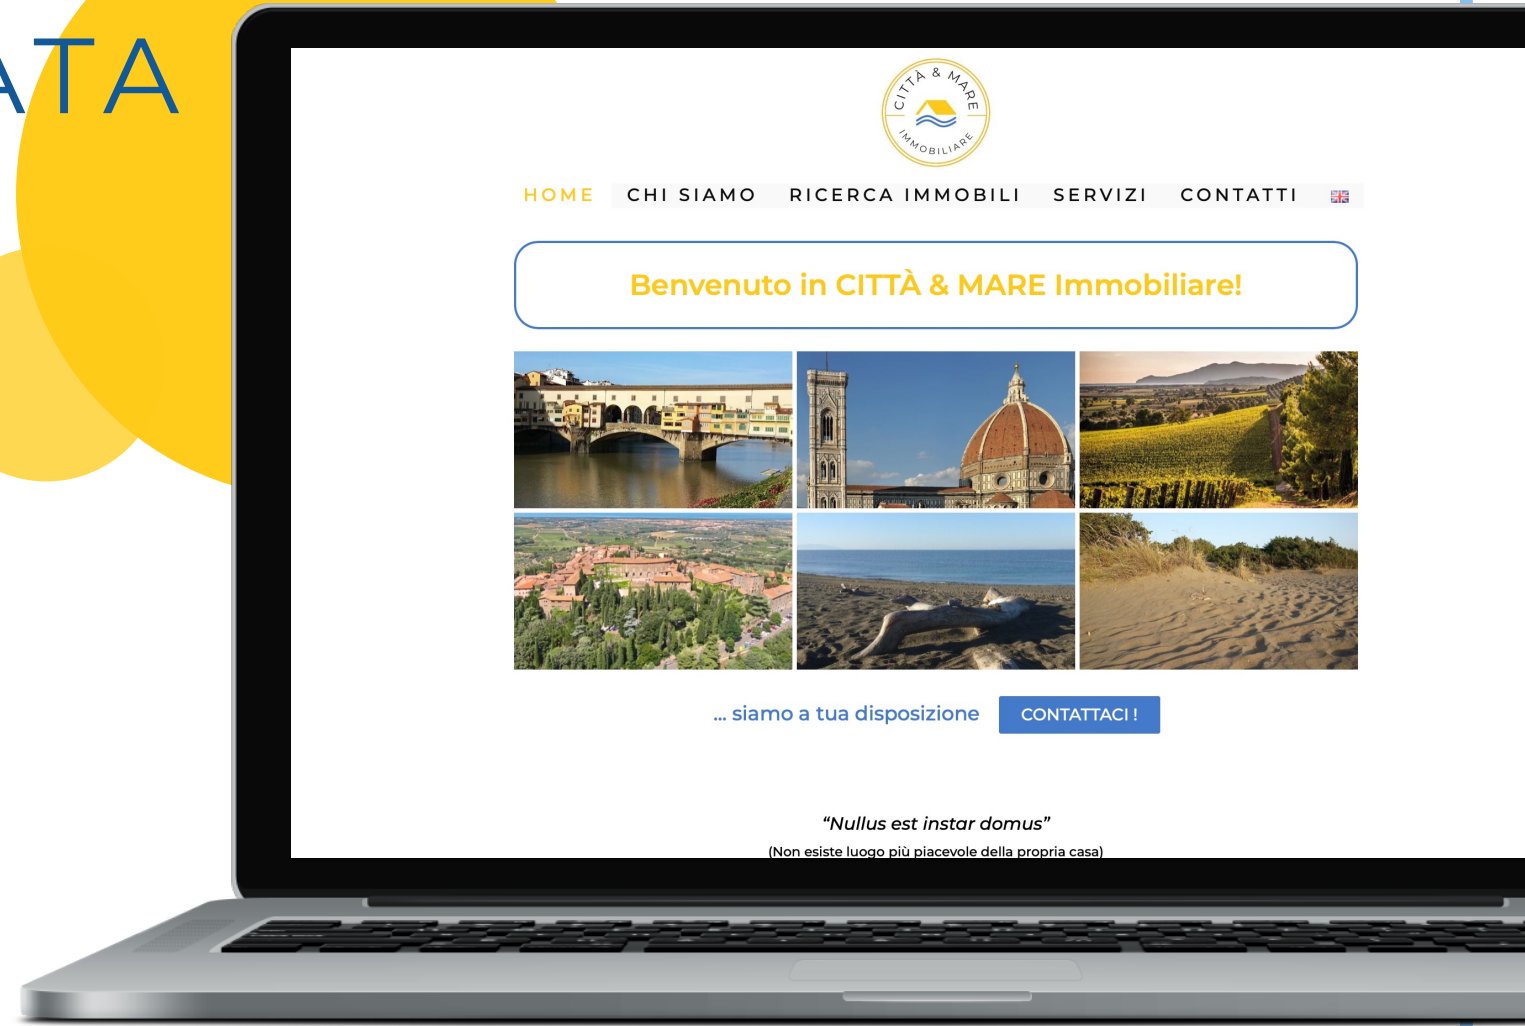 ATA
CITTÀ & MARE
IMMOBILIARE
HOME CHI SIAMO RICERCA IMMOBILI SERVIZI CONTATTI
Benvenuto in CITTÀ & MARE Immobiliare!
... siamo a tua disposizione CONTATTACI !
“Nullus est instar domus”
(Non esiste luogo più piacevole della propria casa)